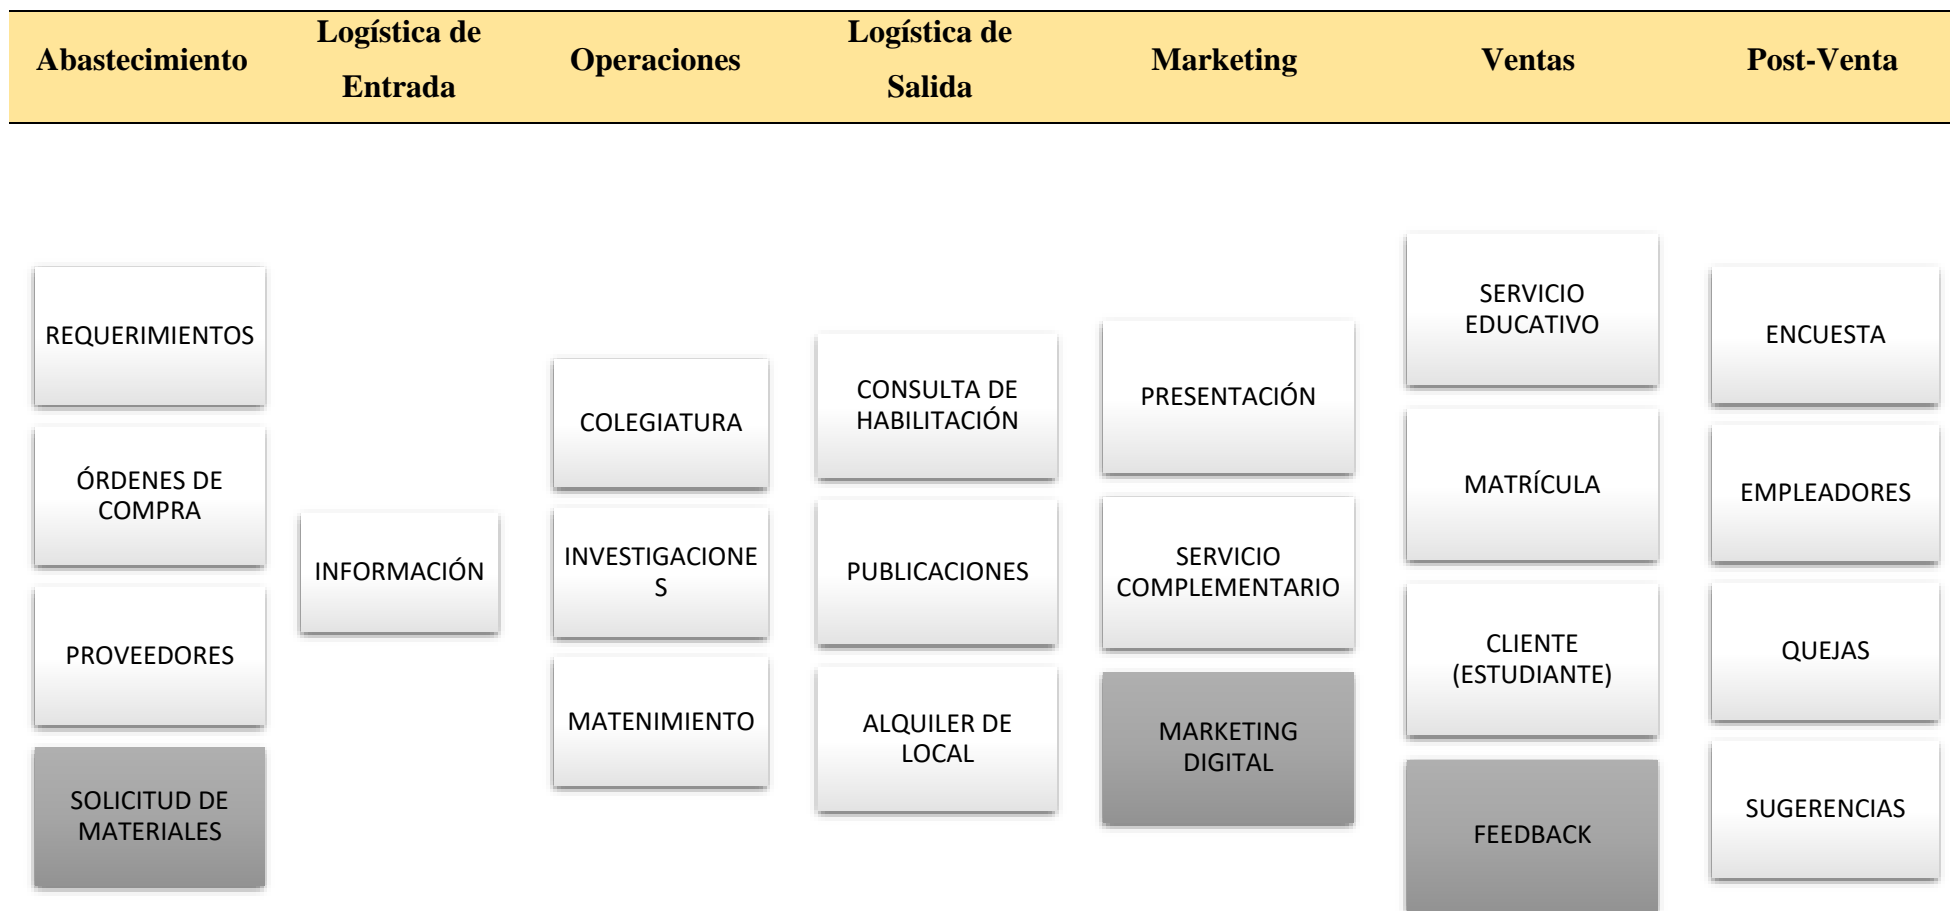 Abastecimiento
Logística de
Entrada
Operaciones
Logística de
Salida
Marketing
Ventas
Post-Venta
REQUERIMIENTOS
ÓRDENES DE
COMPRA
PROVEEDORES
SOLICITUD DE
MATERIALES
INFORMACIÓN
COLEGIATURA
INVESTIGACIONE
S
MATENIMIENTO
CONSULTA DE
HABILITACIÓN
PUBLICACIONES
ALQUILER DE
LOCAL
PRESENTACIÓN
SERVICIO
COMPLEMENTARIO
MARKETING
DIGITAL
SERVICIO
EDUCATIVO
MATRÍCULA
CLIENTE
(ESTUDIANTE)
FEEDBACK
ENCUESTA
EMPLEADORES
QUEJAS
SUGERENCIAS